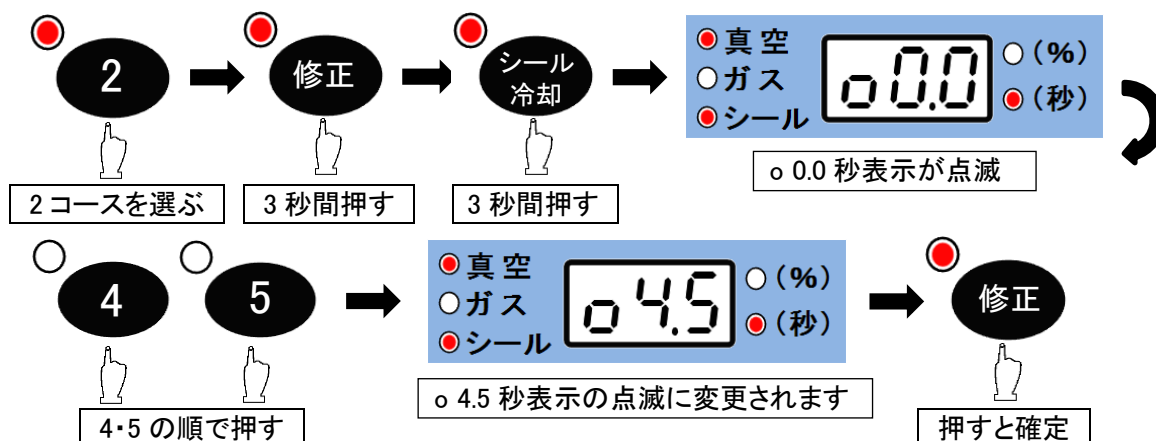 2
修正
シール
冷却
真空
ガス
シール
o0.0
(%)
(秒)
2コースを選ぶ
3秒間押す
3秒間押す
o 0.0 秒表示が点滅
4
5
真空
ガス
シール
o4.5
(%)
(秒)
修正
4・5 の順で押す
o 4.5 秒表示の点滅に変更されます
押すと確定